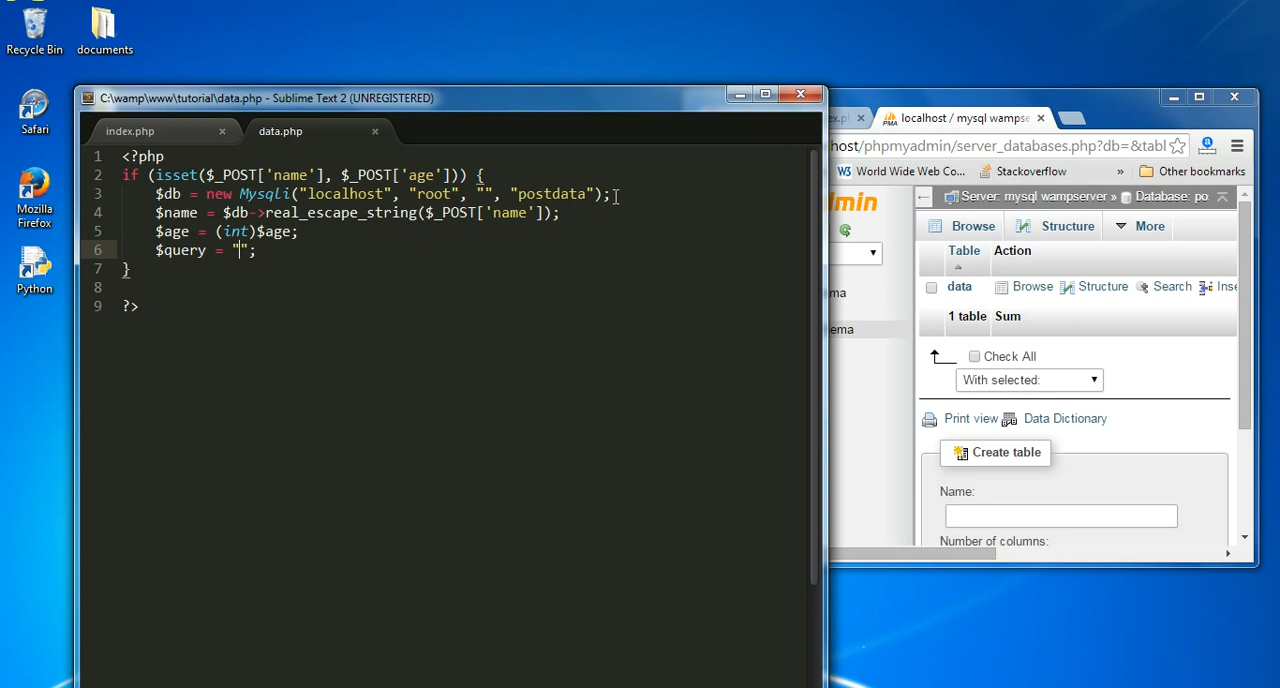 Recycle Bin
documents
Safari
Mozilla
Firefox
Python
C:\wamp\www\tutorial\data.php - Sublime Text 2 (UNREGISTERED)
index.php
data.php
1 <?php
2 if (isset($_POST['name'], $_POST['age'])) {
3 $db = new Mysqli("localhost", "root", "", "postdata");
4 $name = $db->real_escape_string($_POST['name']);
5 $age = (int)$age;
6 $query = "";
7 }
8
9 ?>
localhost / mysql wampse
host/phpmyadmin/server_databases.php?db=&tabl
World Wide Web Co
Stackoverflow
»
Other bookmarks
dmin
Server: mysql wampserver » Database: po
Browse
Structure
More
Table
Action
data
Browse
Structure
Search
Inse
1 table
Sum
ma
ema
Check All
With selected:
Print view
Data Dictionary
Create table
Name:
Number of columns: